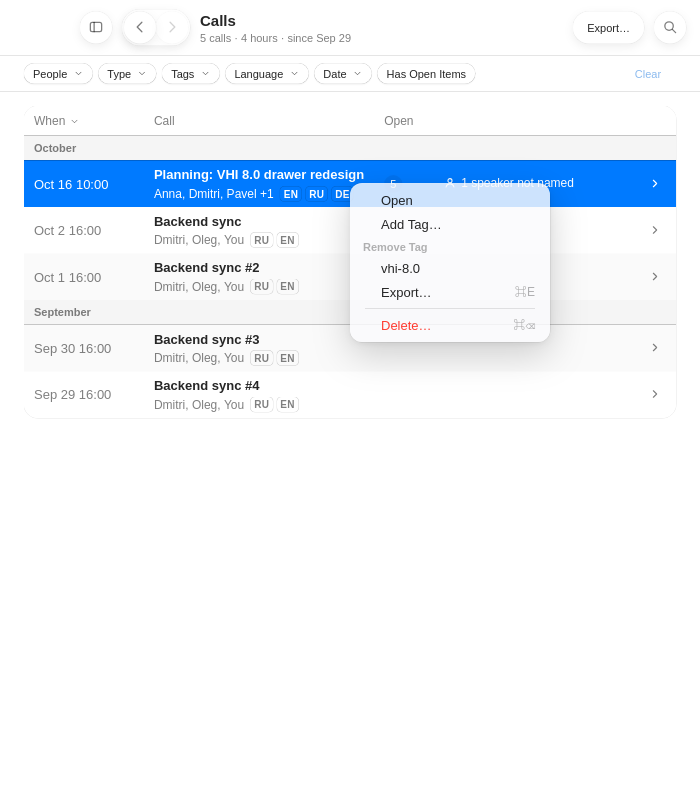 Calls
5 calls · 4 hours · since Sep 29
Export…
People
Type
Tags
Language
Date
Has Open Items
Clear
When
Call
Open
October
Oct 16 10:00
Planning: VHI 8.0 drawer redesign
Anna, Dmitri, Pavel +1 EN RU DE
5
1 speaker not named
Oct 2 16:00
Backend sync
Dmitri, Oleg, You RU EN
Oct 1 16:00
Backend sync #2
Dmitri, Oleg, You RU EN
September
Sep 30 16:00
Backend sync #3
Dmitri, Oleg, You RU EN
Sep 29 16:00
Backend sync #4
Dmitri, Oleg, You RU EN
Open
Add Tag…
Remove Tag
vhi-8.0
Export… ⌘E
Delete… ⌘⌫